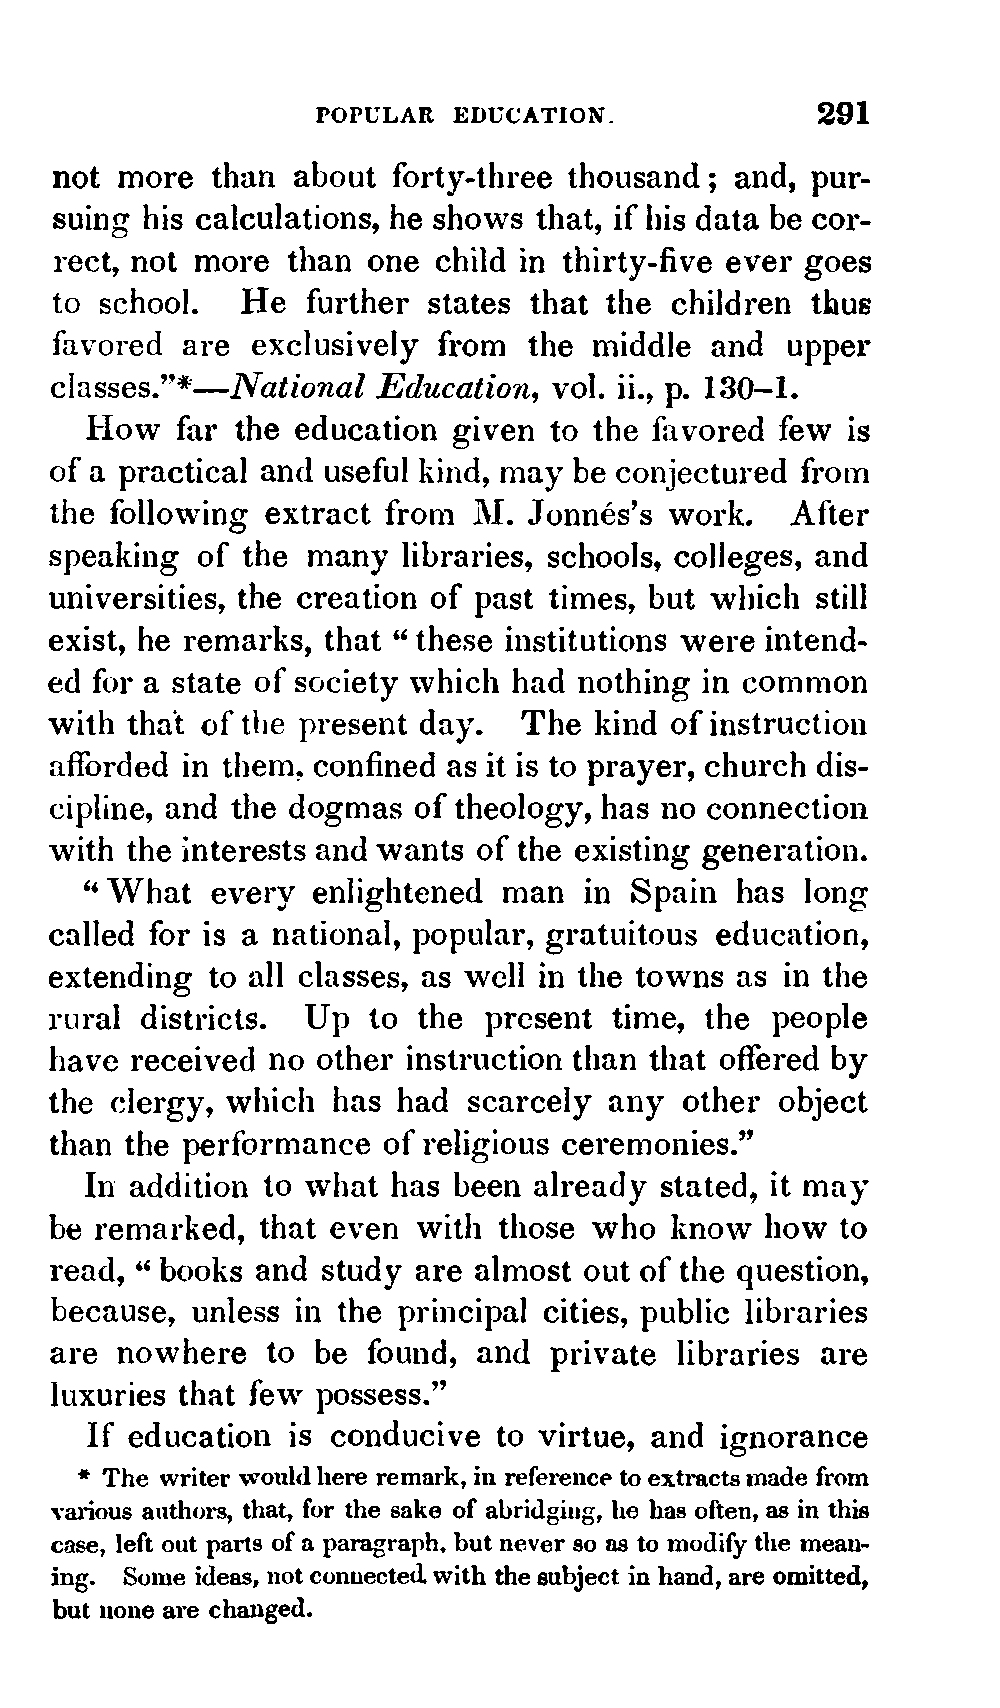 POPULAR EDUCATION. 291
not more than about forty-three thousand; and, pur-
suing his calculations, he shows that, if his data be cor-
rect, not more than one child in thirty-five ever goes
to school. He further states that the children thus
favored are exclusively from the middle and upper
classes.”*—National Education, vol. ii., p. 130–1.
How far the education given to the favored few is
of a practical and useful kind, may be conjectured from
the following extract from M. Jonnés’s work. After
speaking of the many libraries, schools, colleges, and
universities, the creation of past times, but which still
exist, he remarks, that “these institutions were intend-
ed for a state of society which had nothing in common
with that of the present day. The kind of instruction
afforded in them, confined as it is to prayer, church dis-
cipline, and the dogmas of theology, has no connection
with the interests and wants of the existing generation.
“What every enlightened man in Spain has long
called for is a national, popular, gratuitous education,
extending to all classes, as well in the towns as in the
rural districts. Up to the present time, the people
have received no other instruction than that offered by
the clergy, which has had scarcely any other object
than the performance of religious ceremonies.”
In addition to what has been already stated, it may
be remarked, that even with those who know how to
read, “books and study are almost out of the question,
because, unless in the principal cities, public libraries
are nowhere to be found, and private libraries are
luxuries that few possess.”
If education is conducive to virtue, and ignorance
* The writer would here remark, in reference to extracts made from
various authors, that, for the sake of abridging, he has often, as in this
case, left out parts of a paragraph, but never so as to modify the mean-
ing. Some ideas, not connected with the subject in hand, are omitted,
but none are changed.